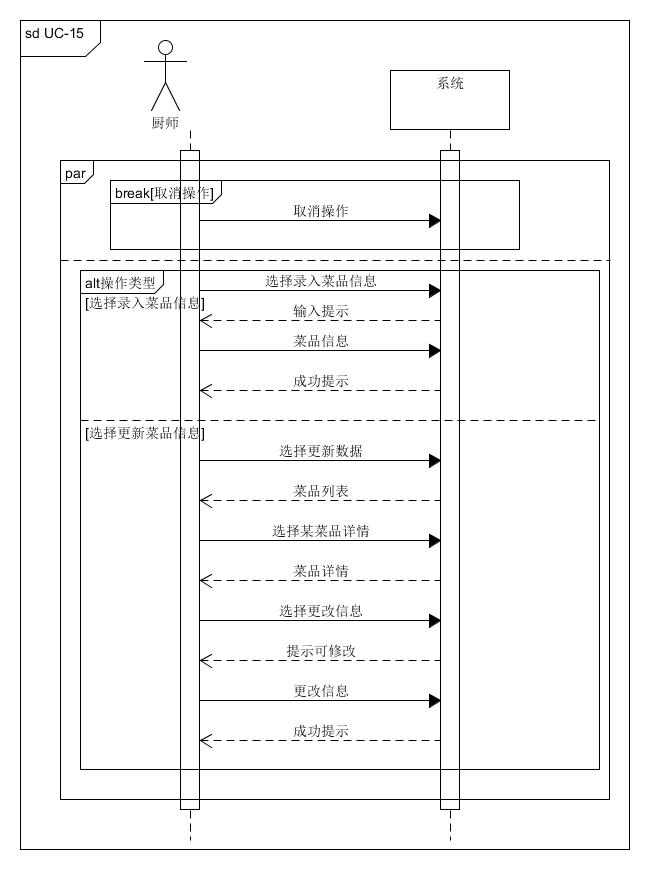 sd UC-15
厨师
系统
par
break[取消操作]
取消操作
alt操作类型
选择录入菜品信息
[选择录入菜品信息]
输入提示
菜品信息
成功提示
[选择更新菜品信息]
选择更新数据
菜品列表
选择某菜品详情
菜品详情
选择更改信息
提示可修改
更改信息
成功提示